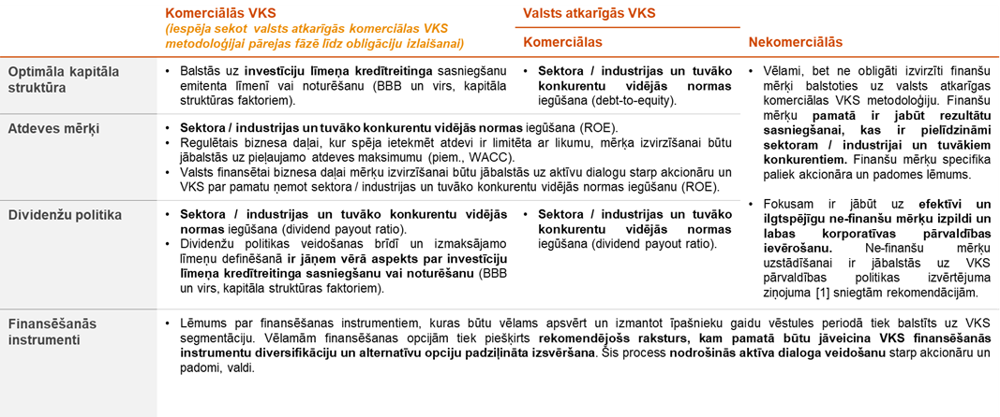 Komerciālās VKS
(iespēja sekot valsts atkarīgās komerciālas VKS
metodoloģijai pārejas fāzē līdz obligāciju izlaišanai)
Valsts atkarīgās VKS
Komerciālas
Nekomerciālās
Optimāla kapitāla
struktūra
• Balstās uz investīciju līmeņa kredītreitinga sasniegšanu
emitenta līmenī vai noturēšanu (BBB un virs, kapitāla
struktūras faktoriem).
• Sektora / industrijas un tuvāko
konkurentu vidējās normas
iegūšana (debt-to-equity).
• Vēlami, bet ne obligāti izvirzīti finanšu
mērķi balstoties uz valsts atkarīgas
komerciālas VKS metodoloģiju. Finanšu
mērķu pamatā ir jabūt rezultātu
sasniegšanai, kas ir pielīdzināmi
sektoram / industrijai un tuvākiem
konkurentiem. Finanšu mērķu specifika
paliek akcionāra un padomes lēmums.
• Fokusam ir jābūt uz efektīvi un
ilgtspējīgu ne-finanšu mērķu izpildi un
labas korporatīvas pārvaldības
ievērošanu. Ne-finanšu mērķu
uzstādīšanai ir jābalstās uz VKS
pārvaldības politikas izvērtējuma
ziņojuma [1] sniegtām rekomendācijām.
Atdeves mērķi
• Sektora / industrijas un tuvāko konkurentu vidējās normas iegūšana (ROE).
• Regulētais biznesa daļai, kur spēja ietekmēt atdevi ir limitēta ar likumu, mērķa izvirzīšanai būtu
jābalstās uz pieļaujamo atdeves maksimumu (piem., WACC).
• Valsts finansētai biznesa daļai mērķu izvirzīšanai būtu jābalstās uz aktīvu dialogu starp akcionāru un
VKS par pamatu ņemot sektora / industrijas un tuvāko konkurentu vidējās normas iegūšanu (ROE).
Dividenžu politika
• Sektora / industrijas un tuvāko konkurentu vidējās
normas iegūšana (dividend payout ratio).
• Dividenžu politikas veidošanas brīdī un izmaksājamo
līmeņu definēšanā ir jāņem vērā aspekts par investīciju
līmeņa kredītreitinga sasniegšanu vai noturēšanu (BBB
un virs, kapitāla struktūras faktoriem).
• Sektora / industrijas un tuvāko
konkurentu vidējās normas
iegūšana (dividend payout ratio).
Finansēšanās
instrumenti
• Lēmums par finansēšanas instrumentiem, kuras būtu vēlams apsvērt un izmantot īpašnieku gaidu vēstules periodā tiek balstīts uz VKS
segmentāciju. Vēlamām finansēšanas opcijām tiek piešķirts rekomendējošs raksturs, kam pamatā būtu jāveicina VKS finansēšanās
instrumentu diversifikāciju un alternatīvu opciju padziļināta izsvēršana. Šis process nodrošinās aktīva dialoga veidošanu starp akcionāru un
padomi, valdi.